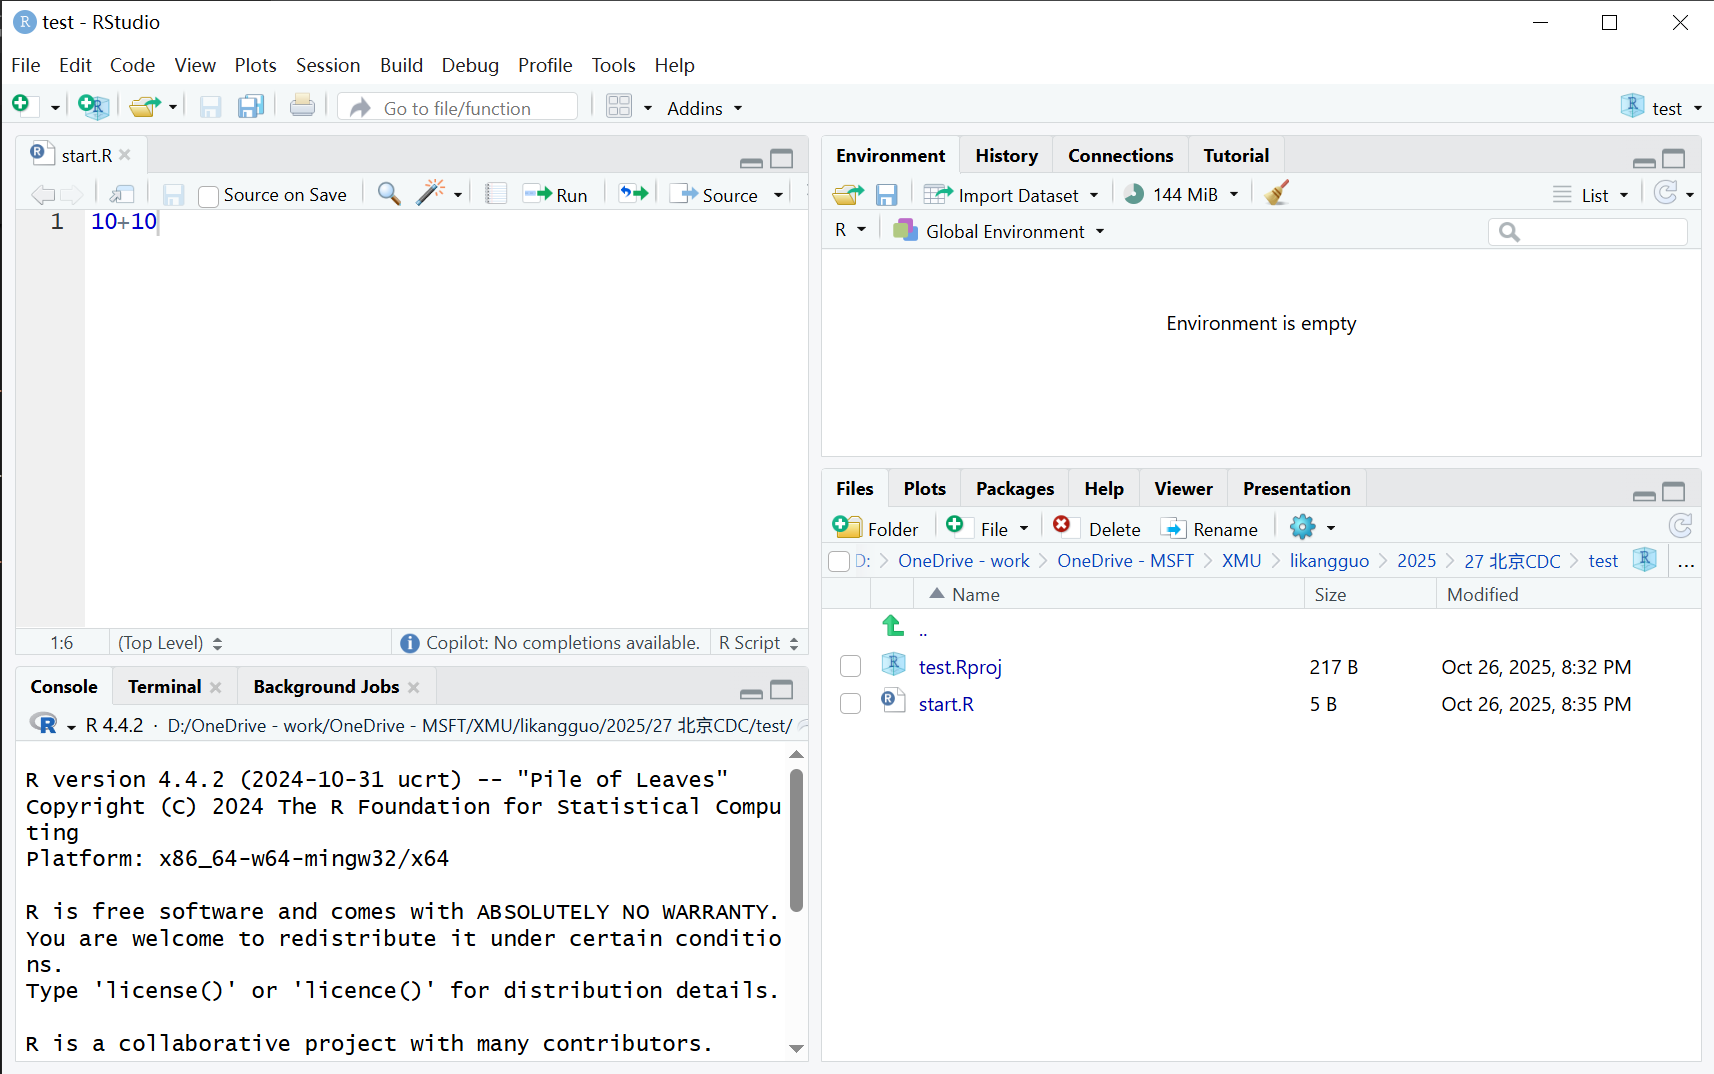 test - RStudio
File Edit Code View Plots Session Build Debug Profile Tools Help
Go to file/function Addins test
start.R
Source on Save Run Source
1 10+10
1:6 (Top Level) Copilot: No completions available. R Script
Console Terminal Background Jobs
R 4.4.2 · D:/OneDrive - work/OneDrive - MSFT/XMU/likangguo/2025/27 北京CDC/test/
R version 4.4.2 (2024-10-31 ucrt) -- "Pile of Leaves"
Copyright (C) 2024 The R Foundation for Statistical Compu
ting
Platform: x86_64-w64-mingw32/x64
R is free software and comes with ABSOLUTELY NO WARRANTY.
You are welcome to redistribute it under certain conditio
ns.
Type 'license()' or 'licence()' for distribution details.
R is a collaborative project with many contributors.
Environment History Connections Tutorial
Import Dataset 144 MiB List
R Global Environment
Environment is empty
Files Plots Packages Help Viewer Presentation
Folder File Delete Rename
D: OneDrive - work OneDrive - MSFT XMU likangguo 2025 27 北京CDC test ...
Name Size Modified
..
test.Rproj 217 B Oct 26, 2025, 8:32 PM
start.R 5 B Oct 26, 2025, 8:35 PM